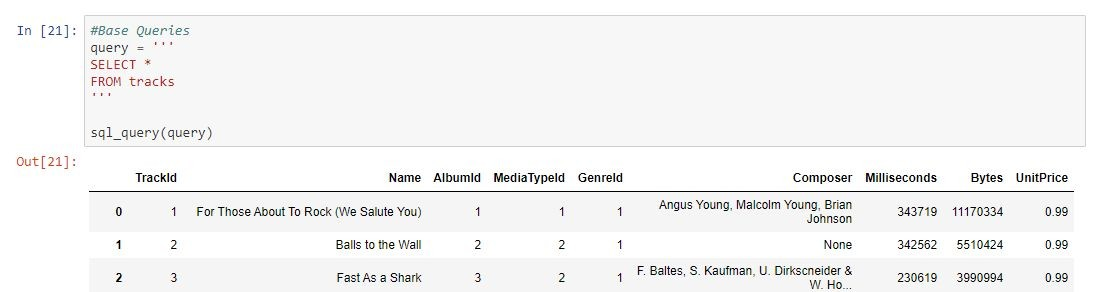 In [21]: #Base Queries
query = '''
SELECT *
FROM tracks
'''
sql_query(query)
Out[21]:
TrackId Name AlbumId MediaTypeId GenreId Composer Milliseconds Bytes UnitPrice
0 1 For Those About To Rock (We Salute You) 1 1 1 Angus Young, Malcolm Young, Brian
Johnson 343719 11170334 0.99
1 2 Balls to the Wall 2 2 1 None 342562 5510424 0.99
2 3 Fast As a Shark 3 2 1 F. Baltes, S. Kaufman, U. Dirkscneider &
W. Ho... 230619 3990994 0.99